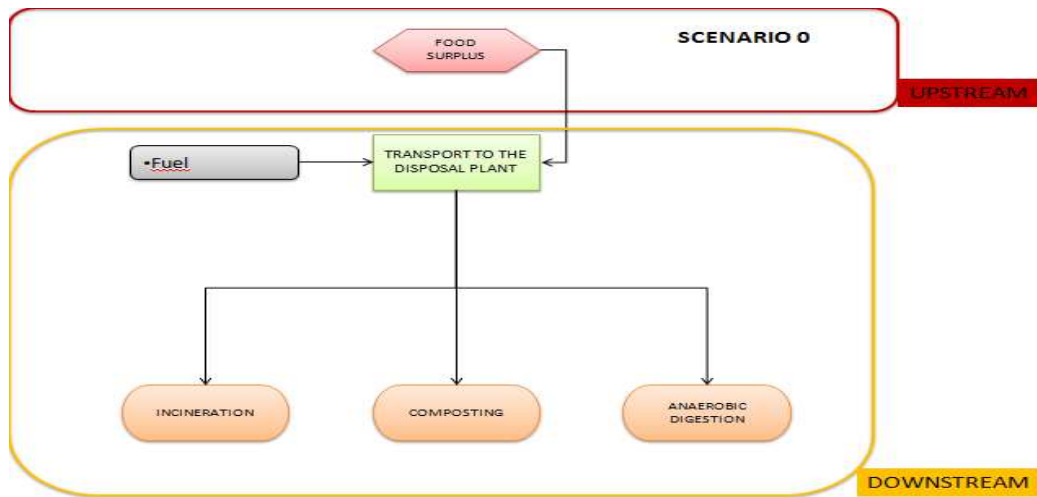 FOOD
SURPLUS
SCENARIO 0
UPSTREAM
•Fuel
TRANSPORT TO THE
DISPOSAL PLANT
INCINERATION
COMPOSTING
ANAEROBIC
DIGESTION
DOWNSTREAM